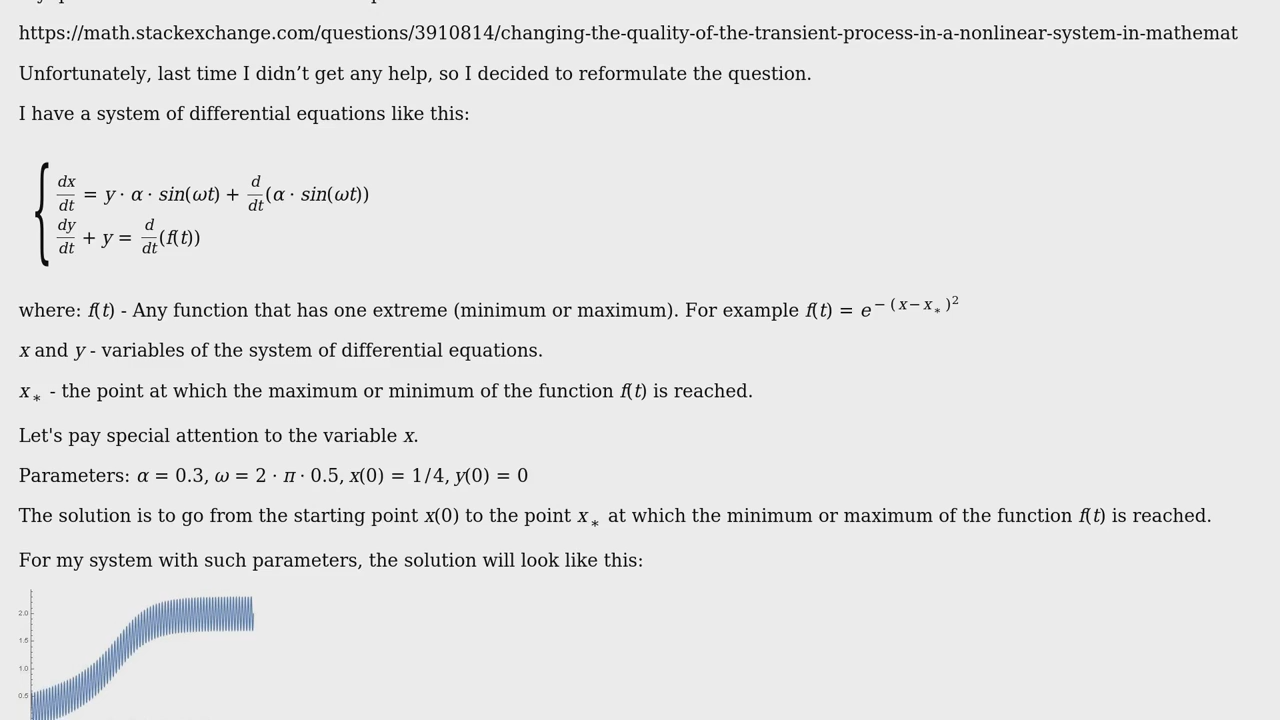 https://math.stackexchange.com/questions/3910814/changing-the-quality-of-the-transient-process-in-a-nonlinear-system-in-mathemat
Unfortunately, last time I didn’t get any help, so I decided to reformulate the question.
I have a system of differential equations like this:
{ dx/dt = y · α · sin(ωt) + d/dt(α · sin(ωt))
dy/dt + y = d/dt(f(t))
where: f(t) - Any function that has one extreme (minimum or maximum). For example f(t) = e^−(x−x_*)^2
x and y - variables of the system of differential equations.
x_* - the point at which the maximum or minimum of the function f(t) is reached.
Let's pay special attention to the variable x.
Parameters: α = 0.3, ω = 2 · π · 0.5, x(0) = 1/4, y(0) = 0
The solution is to go from the starting point x(0) to the point x_* at which the minimum or maximum of the function f(t) is reached.
For my system with such parameters, the solution will look like this:
2.0
1.5
1.0
0.5